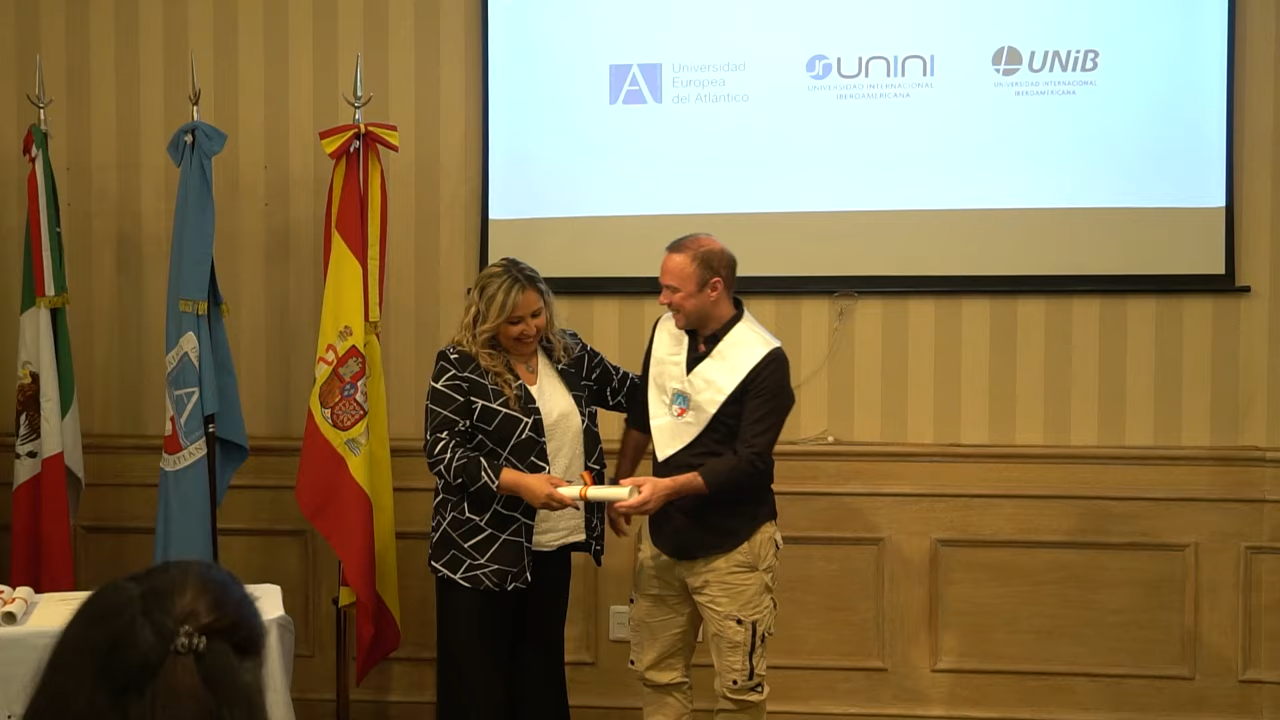 A
Universidad
Europea
del Atlántico
UNINI
UNIVERSIDAD INTERNACIONAL
IBEROAMERICANA
UNiB
UNIVERSIDAD INTERNACIONAL
IBEROAMERICANA
A